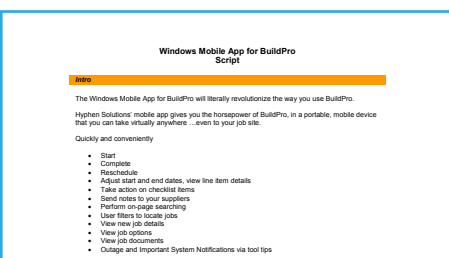 Windows Mobile App for BuildPro
Script
Intro
The Windows Mobile App for BuildPro will literally revolutionize the way you use BuildPro.
Hyphen Solutions' mobile app gives you the horsepower of BuildPro, in a portable, mobile device
that you can take virtually anywhere …even to your job site.
Quickly and conveniently
• Start
• Complete
• Reschedule
• Adjust start and end dates, view line item details
• Take action on checklist items
• Send notes to your suppliers
• Perform on-page searching
• User filters to locate jobs
• View new job details
• View job options
• View job documents
• Outage and Important System Notifications via tool tips